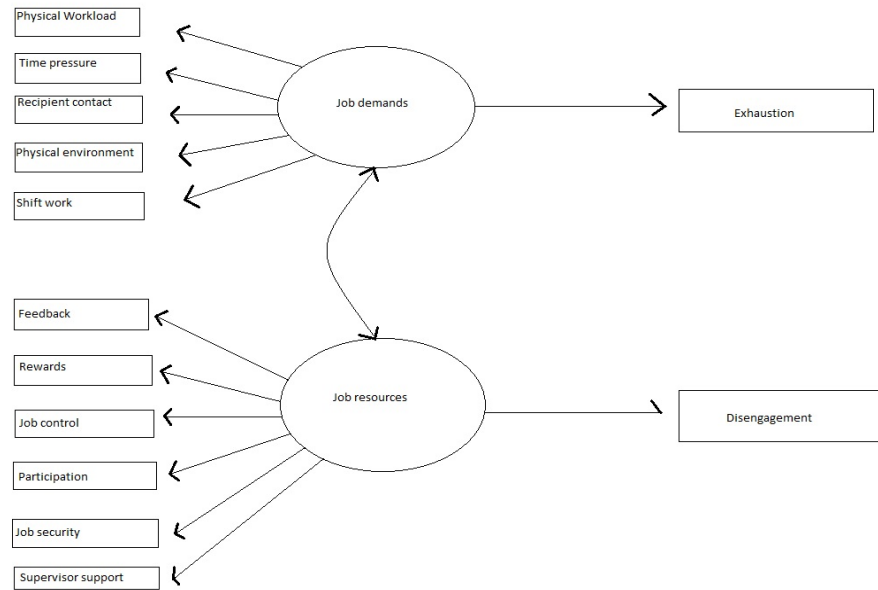 Physical Workload
Time pressure
Recipient contact
Physical environment
Shift work
Job demands
Exhaustion
Feedback
Rewards
Job control
Participation
Job security
Supervisor support
Job resources
Disengagement